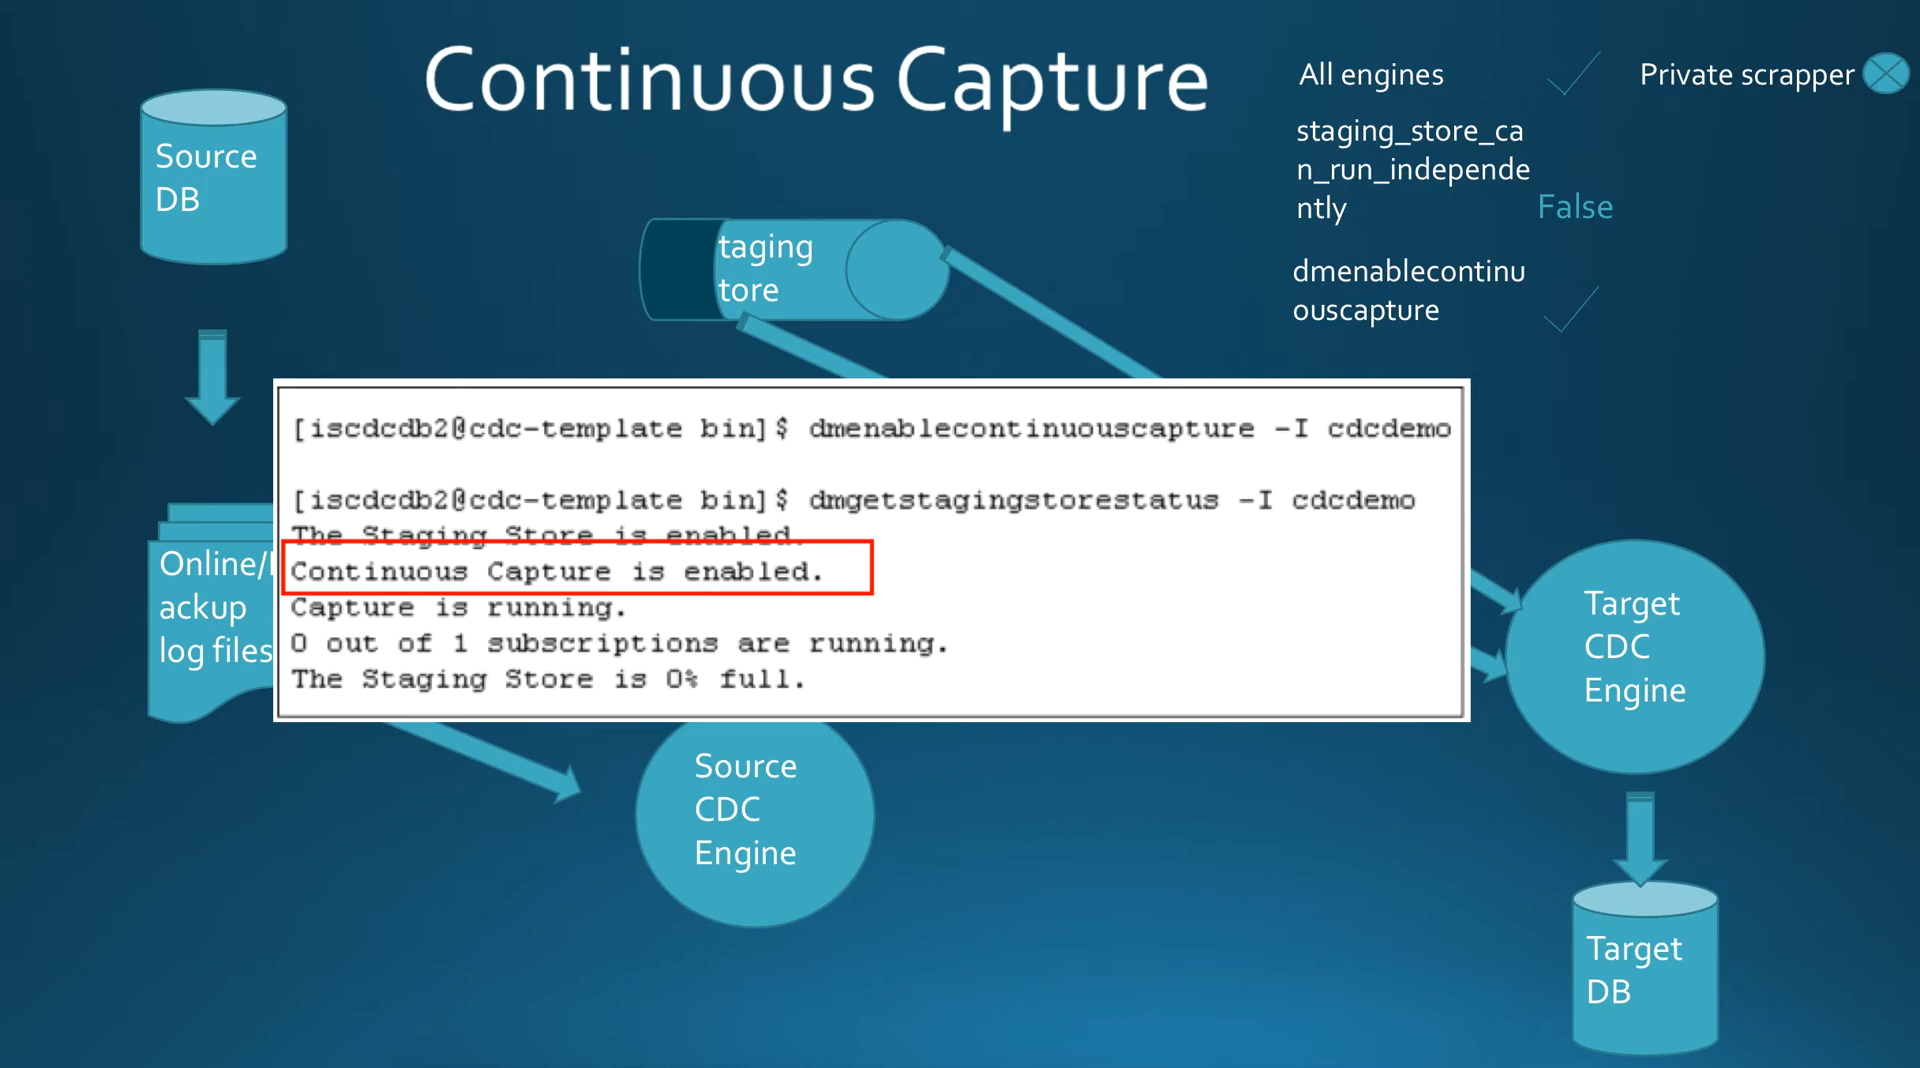 Continuous Capture
All engines
Private scrapper
staging_store_ca
n_run_independe
ntly
False
dmenablecontinu
ouscapture
Source
DB
taging
tore
[iscdcdb2@cdc-template bin]$ dmenablecontinuouscapture -I cdcdemo
[iscdcdb2@cdc-template bin]$ dmgetstagingstorestatus -I cdcdemo
The Staging Store is enabled.
Continuous Capture is enabled.
Capture is running.
0 out of 1 subscriptions are running.
The Staging Store is 0% full.
Online/
ackup
log files
Target
CDC
Engine
Source
CDC
Engine
Target
DB